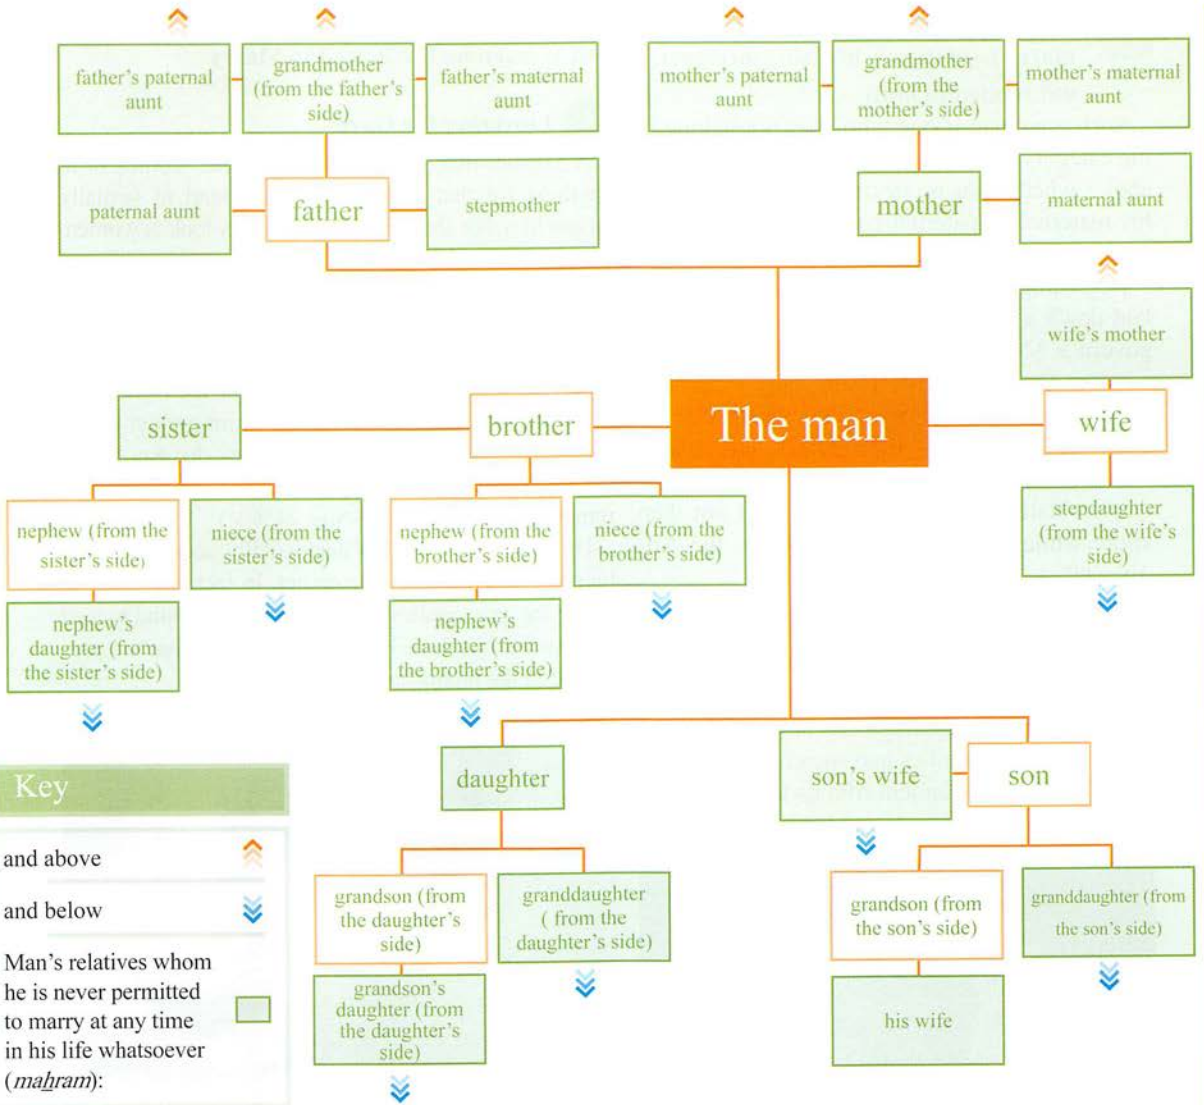 father's paternal
aunt
grandmother
(from the father's
side)
father's maternal
aunt
mother's paternal
aunt
grandmother
(from the
mother's side)
mother's maternal
aunt
paternal aunt
father
stepmother
mother
maternal aunt
wife's mother
sister
brother
The man
wife
nephew (from the
sister's side)
niece (from the
sister's side)
nephew (from the
brother's side)
niece (from the
brother's side)
stepdaughter
(from the wife's
side)
nephew's
daughter (from
the sister's side)
nephew's
daughter (from
the brother's side)
daughter
son's wife
son
grandson (from
the daughter's
side)
granddaughter
( from the
daughter's side)
grandson (from
the son's side)
granddaughter (from
the son's side)
grandson's
daughter (from
the daughter's
side)
his wife
Key
and above
and below
Man's relatives whom
he is never permitted
to marry at any time
in his life whatsoever
(mahram):